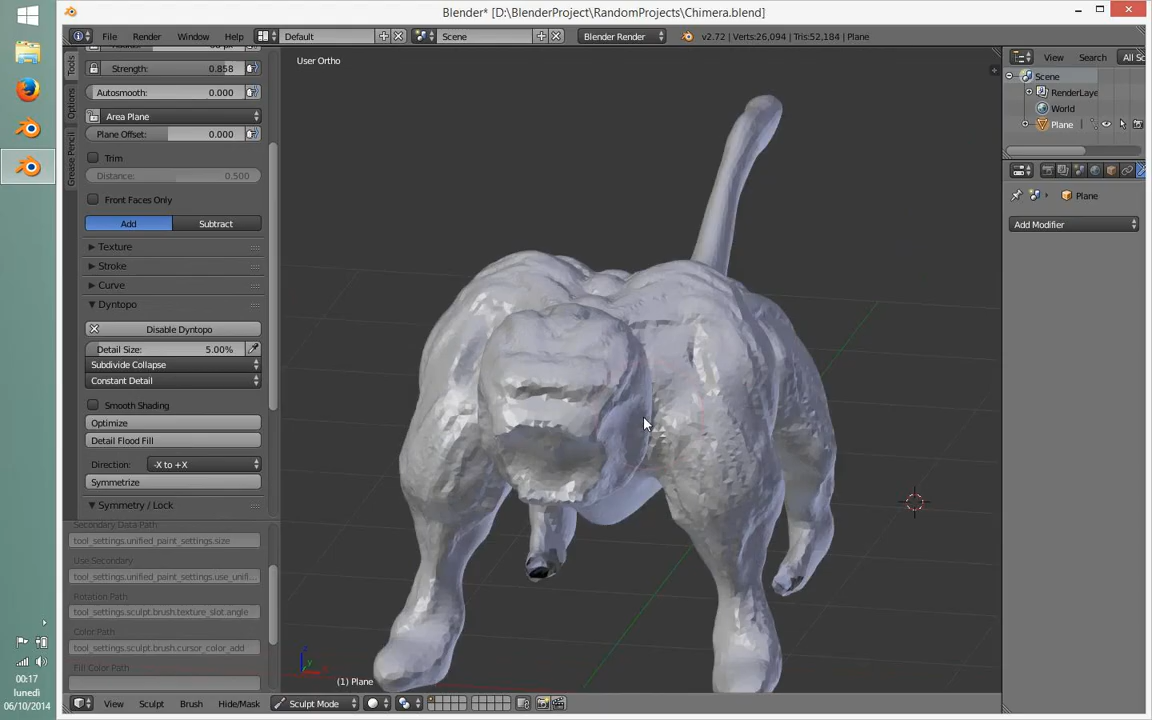 Blender* [D:\BlenderProject\RandomProjects\Chimera.blend]
File Render Window Help Default Scene Blender Render v2.72 | Verts:26,094 | Tris:52,184 | Plane
User Ortho
Tools
Options
Grease Pencil
Strength: 0.858
Autosmooth: 0.000
Area Plane
Plane Offset: 0.000
Trim
Distance: 0.500
Front Faces Only
Add Subtract
Texture
Stroke
Curve
Dyntopo
Disable Dyntopo
Detail Size: 5.00%
Subdivide Collapse
Constant Detail
Smooth Shading
Optimize
Detail Flood Fill
Direction: -X to +X
Symmetrize
Symmetry / Lock
Secondary Data Path
tool_settings.unified_paint_settings.size
Use Secondary
tool_settings.unified_paint_settings.use_unifi...
Rotation Path
tool_settings.sculpt.brush.texture_slot.angle
Color Path
tool_settings.sculpt.brush.cursor_color_add
Fill Color Path
(1) Plane
View Sculpt Brush Hide/Mask Sculpt Mode
View Search All Sc
Scene
RenderLaye
World
Plane
Plane
Add Modifier
00:17
lunedì
06/10/2014